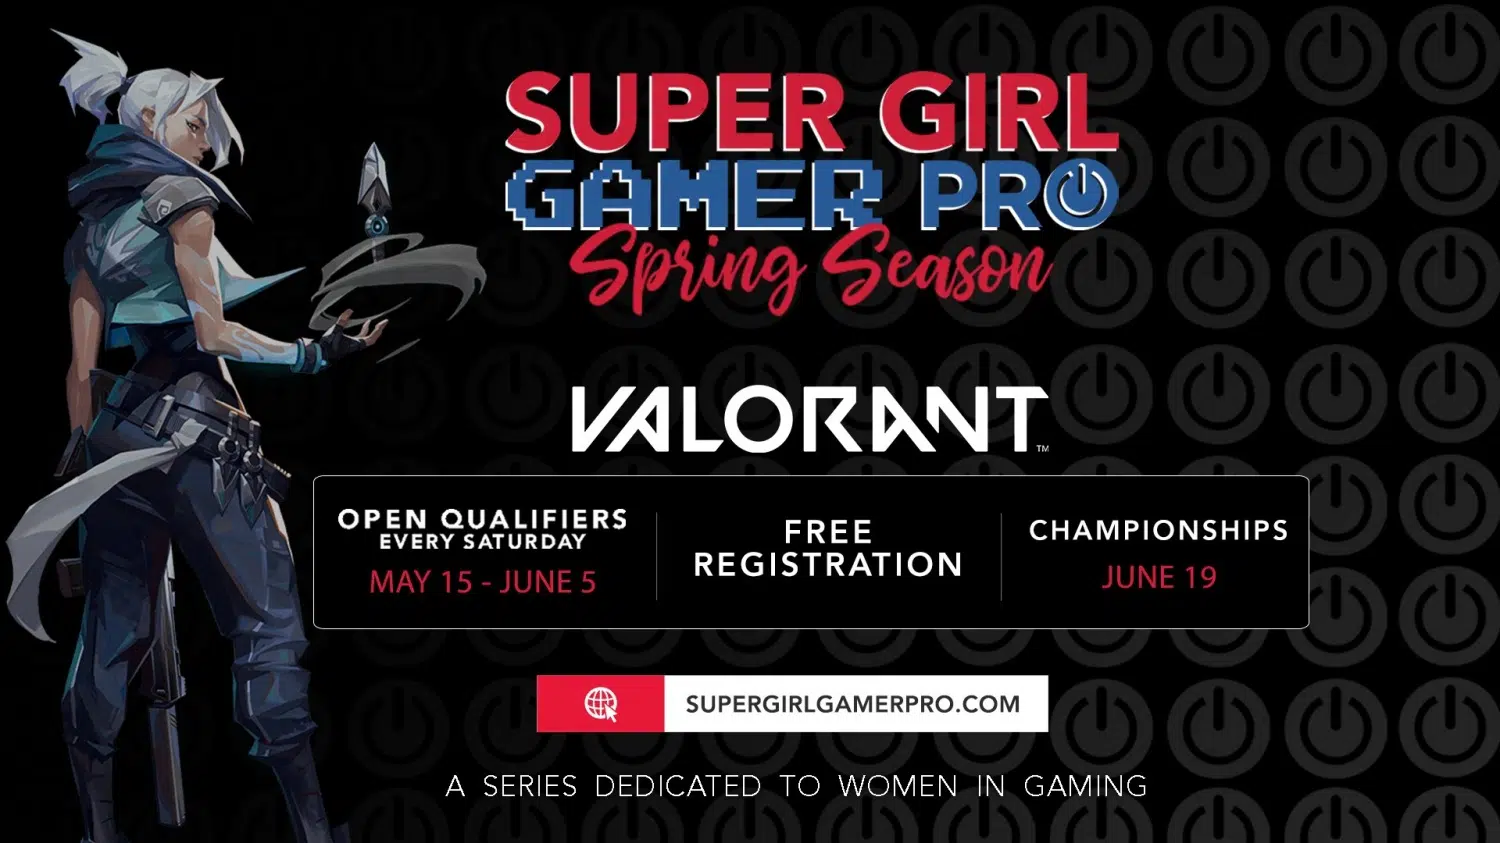 SUPER GIRL
GAMER PRO
Spring Season
VALORANT™
OPEN QUALIFIERS
EVERY SATURDAY
MAY 15 - JUNE 5
FREE
REGISTRATION
CHAMPIONSHIPS
JUNE 19
SUPERGIRLGAMERPRO.COM
A SERIES DEDICATED TO WOMEN IN GAMING